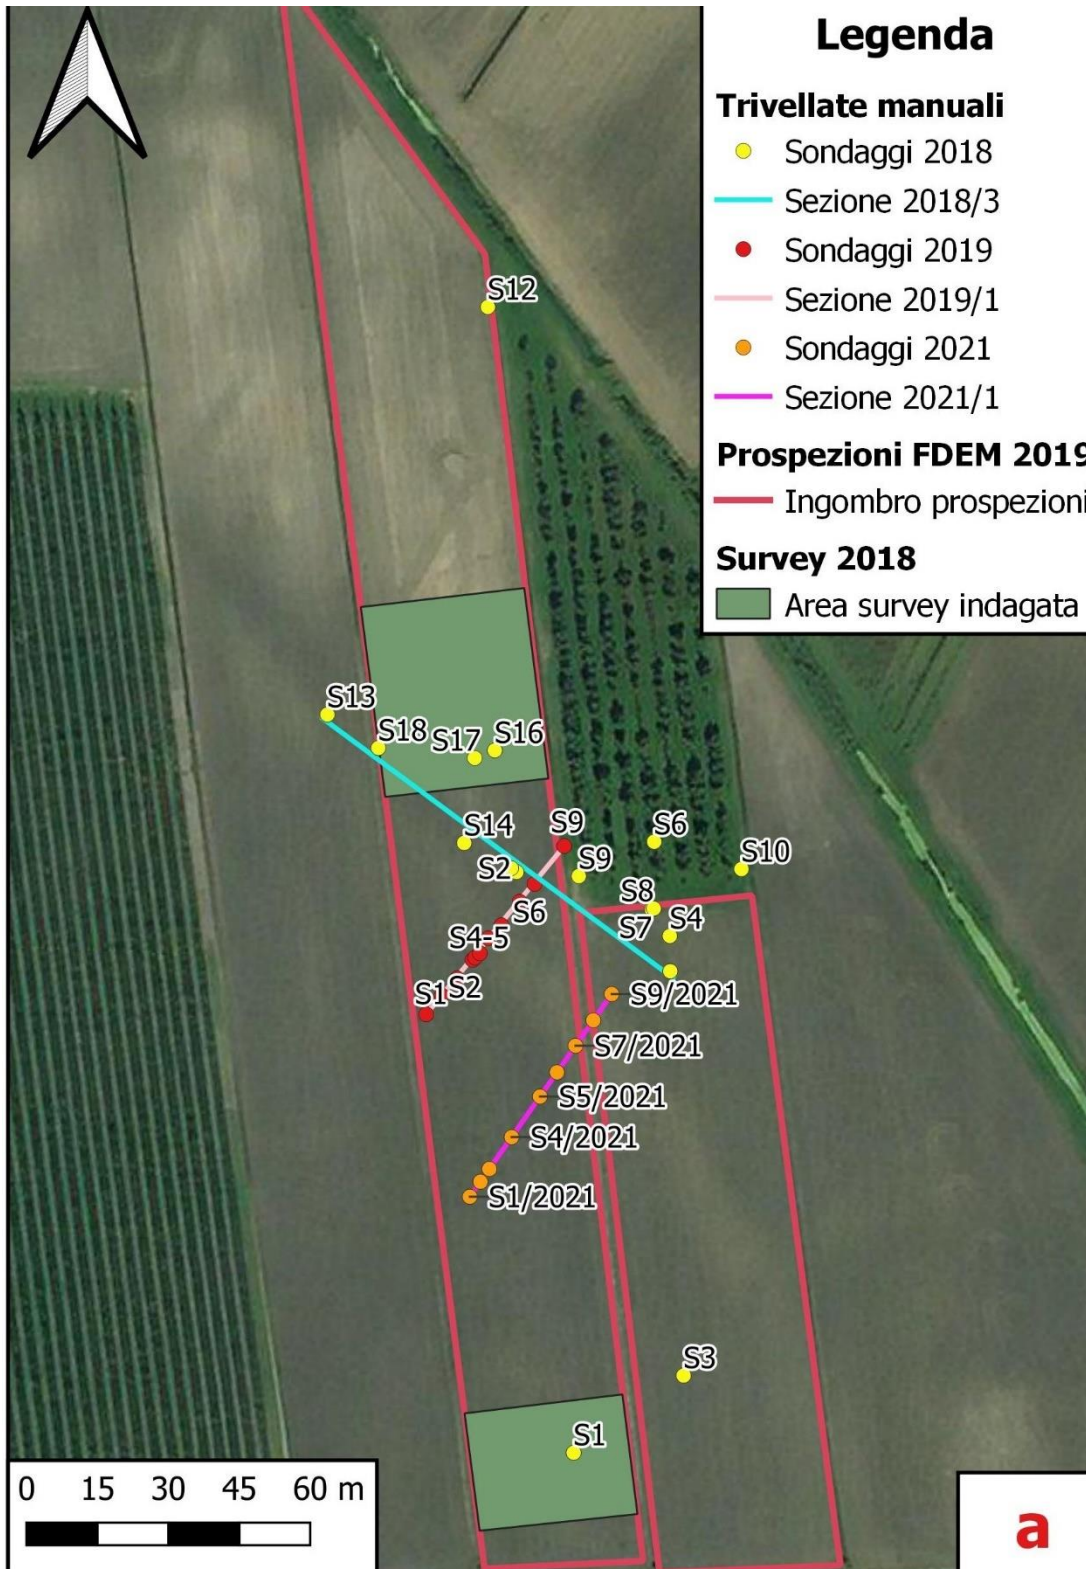 Legenda
Trivellate manuali
Sondaggi 2018
Sezione 2018/3
Sondaggi 2019
Sezione 2019/1
Sondaggi 2021
Sezione 2021/1
Prospezioni FDEM 2019
Ingombro prospezioni
Survey 2018
Area survey indagata
S12
S13
S18
S17
S16
S14
S9
S6
S2
S9
S10
S6
S8
S7
S4
S4-5
S2
S1
S9/2021
S7/2021
S5/2021
S4/2021
S1/2021
S3
S1
0 15 30 45 60 m
a